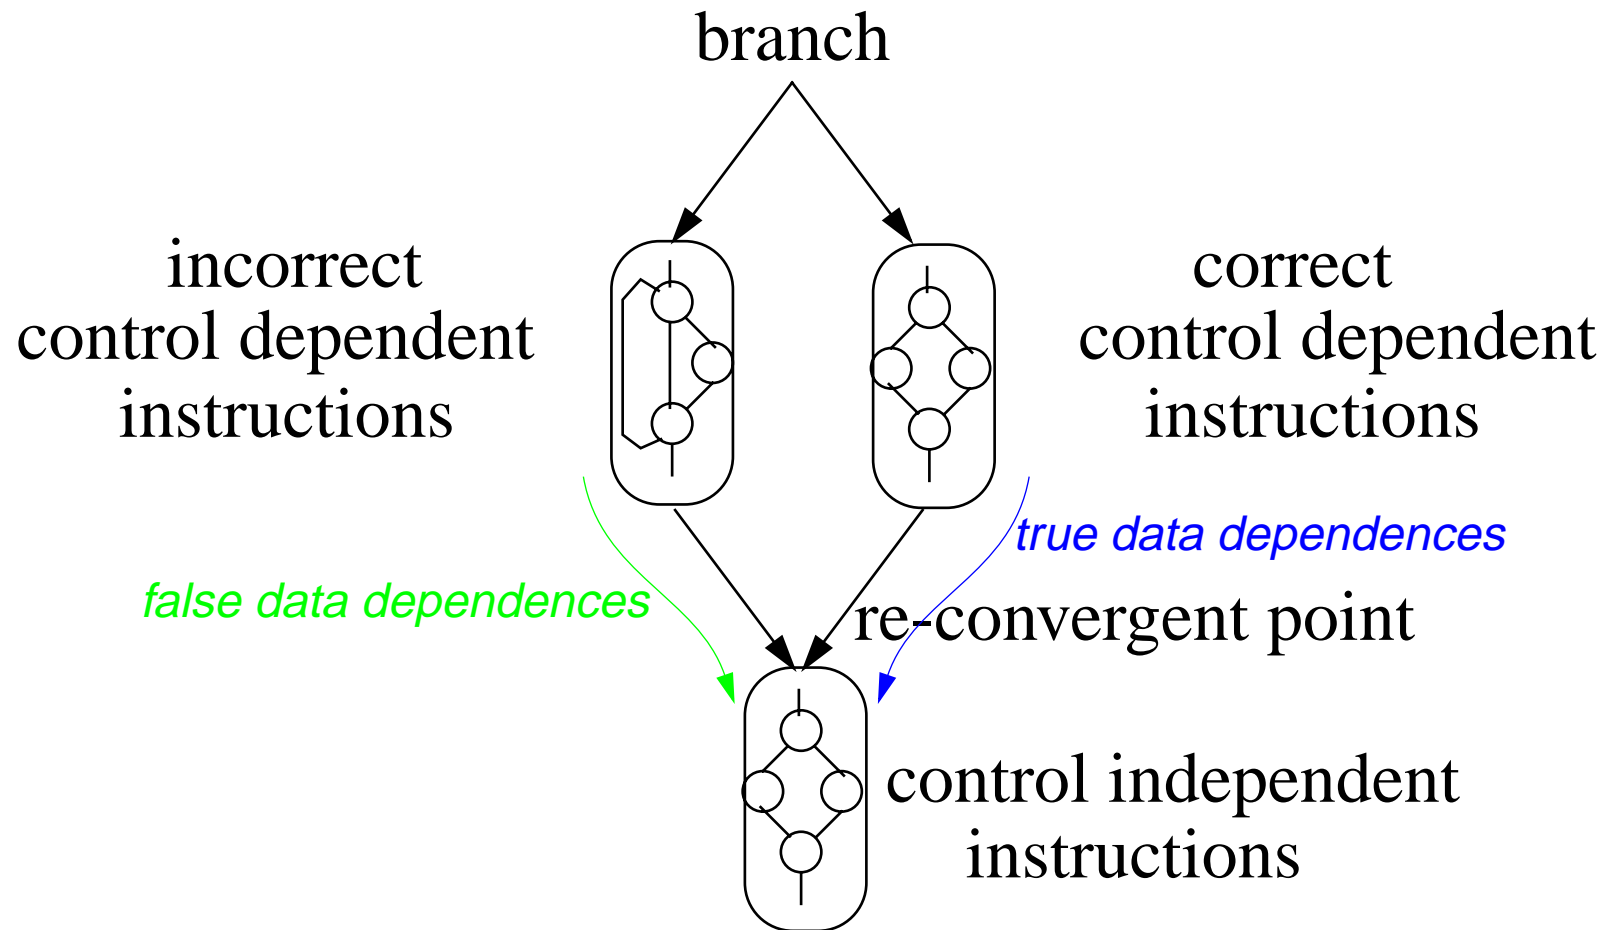 branch
incorrect
control dependent
instructions
correct
control dependent
instructions
true data dependences
false data dependences
re-convergent point
control independent
instructions